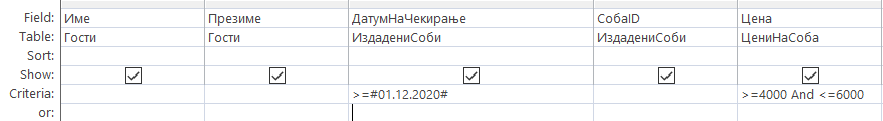 Field: Име Презиме ДатумНаЧекирање СобаID Цена
Table: Гости Гости ИздадениСоби ИздадениСоби ЦениНаСоба
Sort:
Show:
Criteria: >=#01.12.2020# >=4000 And <=6000
or: